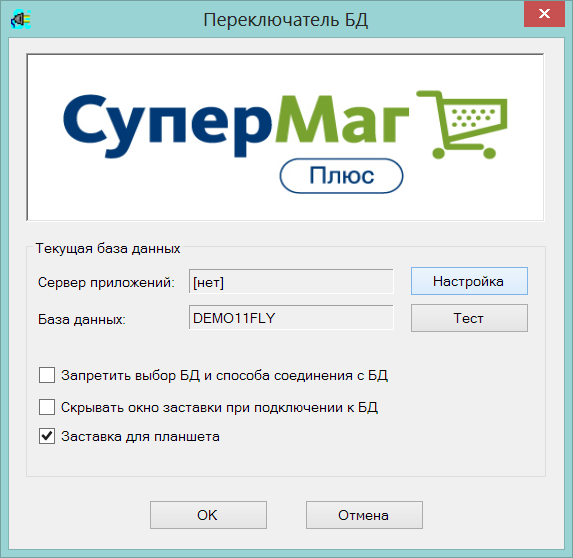 Переключатель БД
СуперМаг
Плюс
Текущая база данных
Сервер приложений: [нет] Настройка
База данных: DEMO11FLY Тест
Запретить выбор БД и способа соединения с БД
Скрывать окно заставки при подключении к БД
Заставка для планшета
OK Отмена